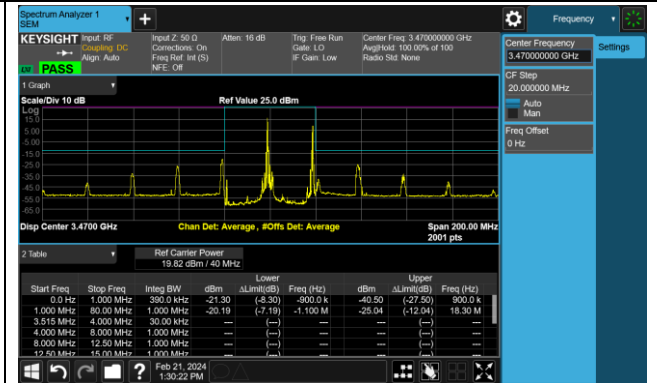 Spectrum Analyzer 1
SEM
Frequency
KEYSIGHT
Input: RF
Coupling: DC
Align: Auto
Input Z: 50 Ω
Corrections: On
Freq Ref: Int (S)
NFE: Off
Atten: 16 dB
Trig: Free Run
Gate: LO
IF Gain: Low
Center Freq: 3.470000000 GHz
Avg|Hold: 100.00% of 100
Radio Std: None
PASS
Center Frequency
3.470000000 GHz
Settings
CF Step
20.000000 MHz
Auto
Man
Freq Offset
0 Hz
1 Graph
Scale/Div 10 dB
Ref Value 25.0 dBm
Log
15.0
5.00
-5.00
-15.0
-25.0
-35.0
-45.0
-55.0
-65.0
Disp Center 3.4700 GHz
Chan Det: Average, #Offs Det: Average
Span 200.00 MHz
2001 pts
2 Table
Ref Carrier Power
19.82 dBm / 40 MHz
Lower Upper
Start Freq Stop Freq Integ BW dBm ΔLimit(dB) Freq (Hz) dBm ΔLimit(dB) Freq (Hz)
0.0 Hz 1.000 MHz 390.0 kHz -21.30 (-8.30) -900.0 k -40.50 (-27.50) 900.0 k
1.000 MHz 80.00 MHz 1.000 MHz -20.19 (-7.19) -1.100 M -25.04 (-12.04) 18.30 M
3.515 MHz 4.000 MHz 30.00 kHz --- (---) --- --- (---) ---
4.000 MHz 8.000 MHz 1.000 MHz --- (---) --- --- (---) ---
8.000 MHz 12.50 MHz 1.000 MHz --- (---) --- --- (---) ---
12.50 MHz 15.00 MHz 1.000 MHz --- (---) --- --- (---) ---
Feb 21, 2024
1:30:22 PM